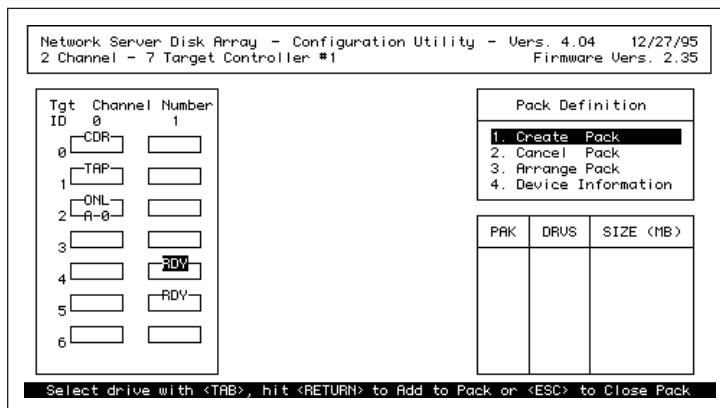 Network Server Disk Array - Configuration Utility - Vers. 4.04 12/27/95
2 Channel - 7 Target Controller #1 Firmware Vers. 2.35
Tgt Channel Number
ID 0 1
CDR
0
TAP
1
ONL
2 A-0
3
RDY
4
RDY
5
6
Pack Definition
1. Create Pack
2. Cancel Pack
3. Arrange Pack
4. Device Information
PAK DRVS SIZE (MB)
Select drive with <TAB>, hit <RETURN> to Add to Pack or <ESC> to Close Pack